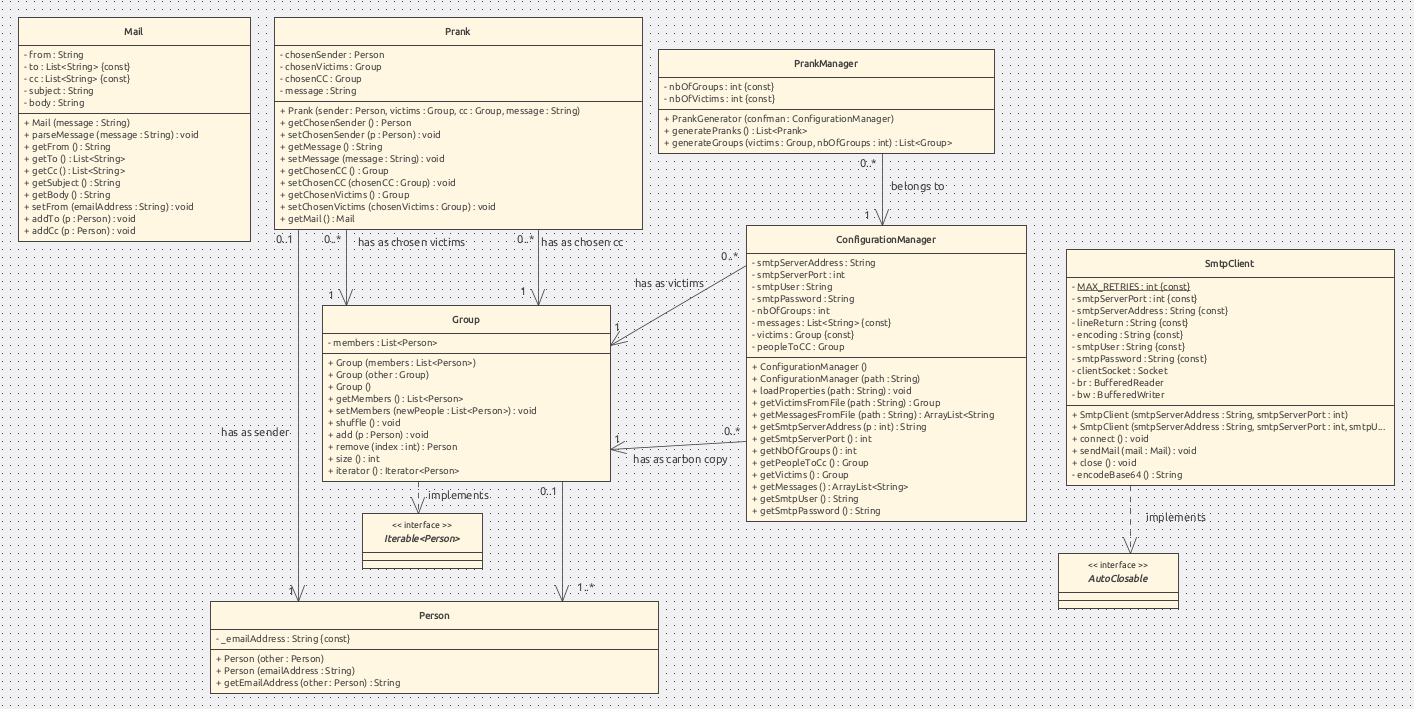 Mail
- from : String
- to : List<String> {const}
- cc : List<String> {const}
- subject : String
- body : String
+ Mail (message : String)
+ parseMessage (message : String) : void
+ getFrom () : String
+ getTo () : List<String>
+ getCc () : List<String>
+ getSubject () : String
+ getBody () : String
+ setFrom (emailAddress : String) : void
+ addTo (p : Person) : void
+ addCc (p : Person) : void
Prank
- chosenSender : Person
- chosenVictims : Group
- chosenCC : Group
- message : String
+ Prank (sender : Person, victims : Group, cc : Group, message : String)
+ getChosenSender () : Person
+ setChosenSender (p : Person) : void
+ getMessage () : String
+ setMessage (message : String) : void
+ getChosenCC () : Group
+ setChosenCC (chosenCC : Group) : void
+ getChosenVictims () : Group
+ setChosenVictims (chosenVictims : Group) : void
+ getMail () : Mail
PrankManager
- nbOfGroups : int {const}
- nbOfVictims : int {const}
+ PrankGenerator (confman : ConfigurationManager)
+ generatePranks () : List<Prank>
+ generateGroups (victims : Group, nbOfGroups : int) : List<Group>
0..*
belongs to
1
0..1
0..*
has as chosen victims
0..*
has as chosen cc
1
1
ConfigurationManager
- smtpServerAddress : String
- smtpServerPort : int
- smtpUser : String
- smtpPassword : String
- nbOfGroups : int
- messages : List<String> {const}
- victims : Group {const}
- peopleToCC : Group
+ ConfigurationManager ()
+ ConfigurationManager (path : String)
+ loadProperties (path : String) : void
+ getVictimsFromFile (path : String) : Group
+ getMessagesFromFile (path : String) : ArrayList<String
+ getSmtpServerAddress (p : int) : String
+ getSmtpServerPort () : int
+ getNbOfGroups () : int
+ getPeopleToCc () : Group
+ getVictims () : Group
+ getMessages () : ArrayList<String>
+ getSmtpUser () : String
+ getSmtpPassword () : String
0..*
has as victims
1
0..*
1
has as carbon copy
SmtpClient
- MAX_RETRIES : int {const}
- smtpServerPort : int {const}
- smtpServerAddress : String {const}
- lineReturn : String {const}
- encoding : String {const}
- smtpUser : String {const}
- smtpPassword : String {const}
- clientSocket : Socket
- br : BufferedReader
- bw : BufferedWriter
+ SmtpClient (smtpServerAddress : String, smtpServerPort : int)
+ SmtpClient (smtpServerAddress : String, smtpServerPort : int, smtpU...
+ connect () : void
+ sendMail (mail : Mail) : void
+ close () : void
- encodeBase64 () : String
implements
<< interface >>
AutoClosable
Group
- members : List<Person>
+ Group (members : List<Person>)
+ Group (other : Group)
+ Group ()
+ getMembers () : List<Person>
+ setMembers (newPeople : List<Person>) : void
+ shuffle () : void
+ add (p : Person) : void
+ remove (index : int) : Person
+ size () : int
+ iterator () : Iterator<Person>
has as sender
implements
0..1
<< interface >>
Iterable<Person>
1
1..*
Person
- _emailAddress : String {const}
+ Person (other : Person)
+ Person (emailAddress : String)
+ getEmailAddress (other : Person) : String